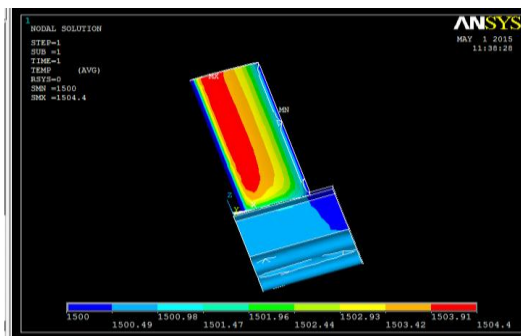 1
NODAL SOLUTION
STEP=1
SUB =1
TIME=1
TEMP (AVG)
RSYS=0
SMN =1500
SMX =1504.4
ANSYS
MAY 1 2015
11:38:28
MX
MN
Z
Y
1500 1500.98 1501.96 1502.93 1503.91
1500.49 1501.47 1502.44 1503.42 1504.4